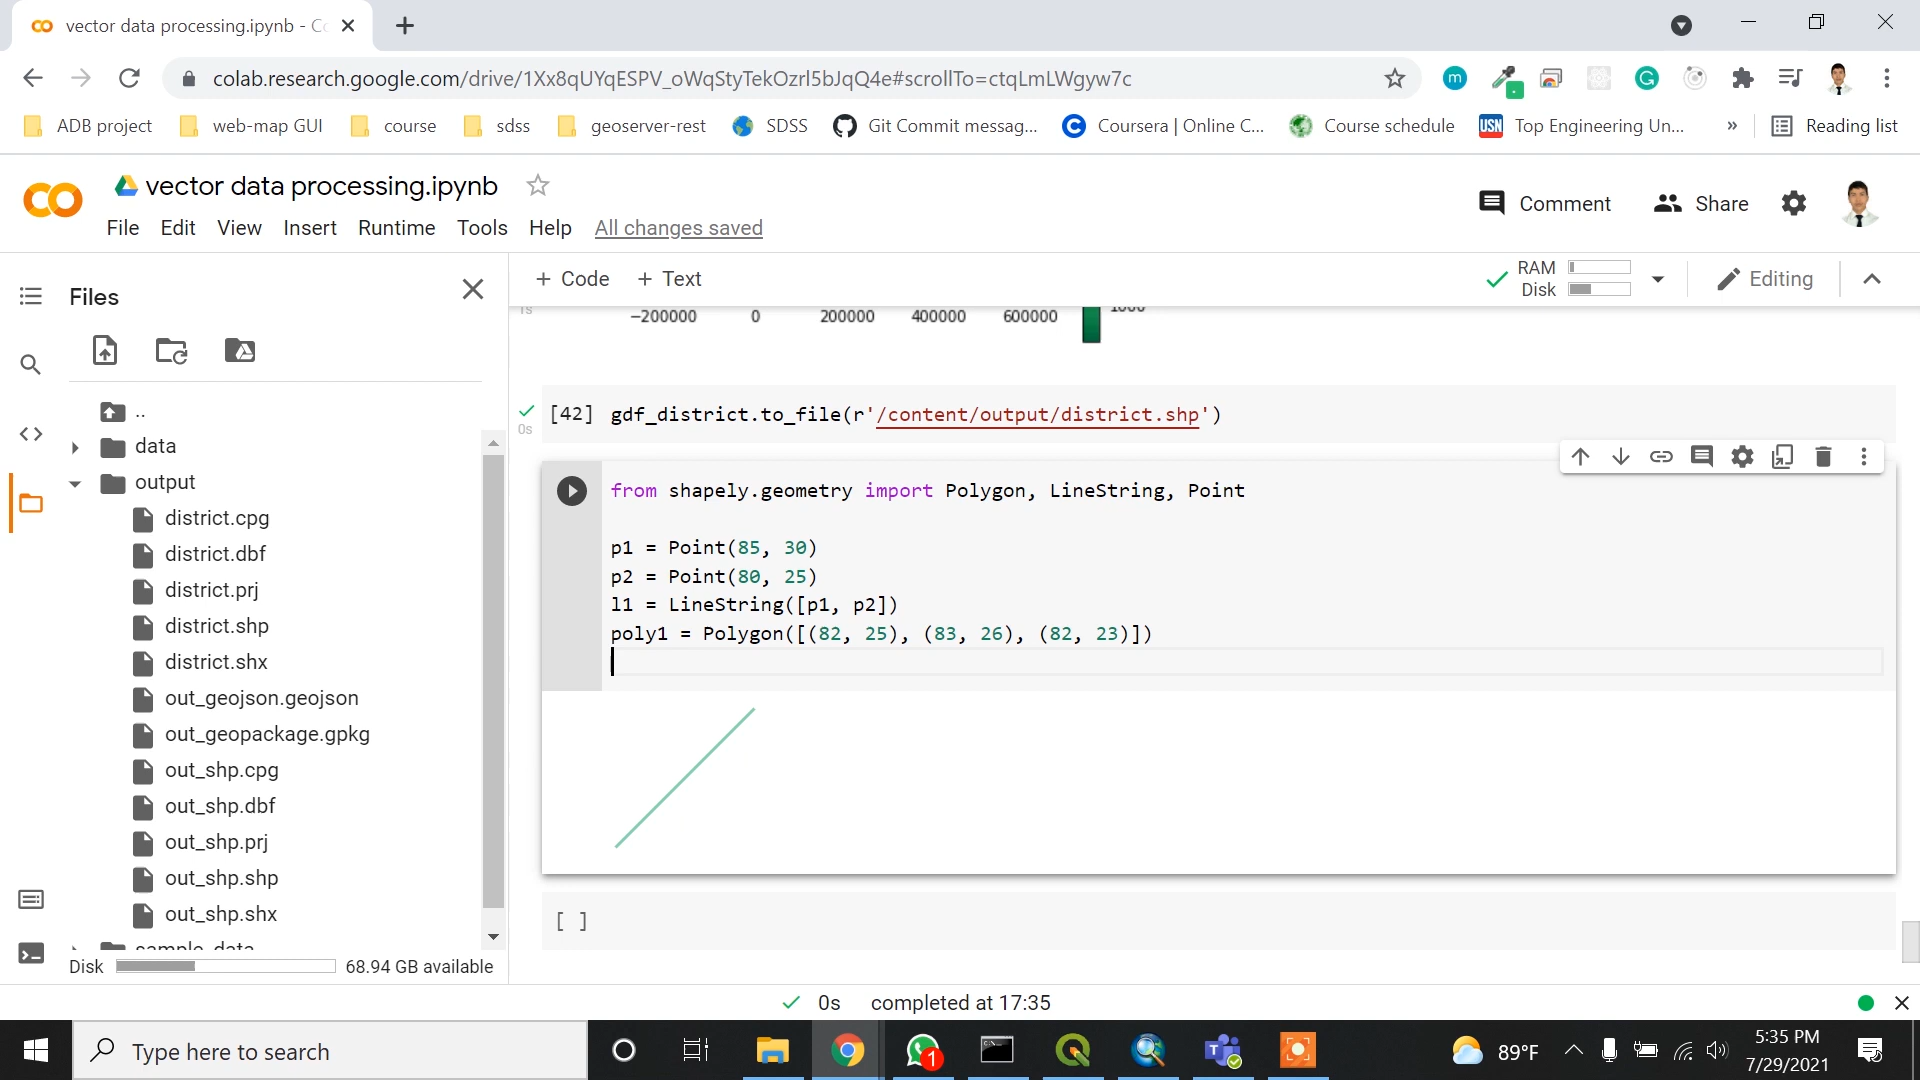 vector data processing.ipynb - Co
colab.research.google.com/drive/1Xx8qUYqESPV_oWqStyTekOzrl5bJqQ4e#scrollTo=ctqLmLWgyw7c
m
G
ADB project
web-map GUI
course
sdss
geoserver-rest
SDSS
Git Commit messag...
Coursera | Online C...
Course schedule
USN
Top Engineering Un...
»
Reading list
vector data processing.ipynb
Comment
Share
File Edit View Insert Runtime Tools Help All changes saved
Files
+ Code
+ Text
RAM
Disk
Editing
1s
−200000 0 200000 400000 600000
1000
..
data
output
district.cpg
district.dbf
district.prj
district.shp
district.shx
out_geojson.geojson
out_geopackage.gpkg
out_shp.cpg
out_shp.dbf
out_shp.prj
out_shp.shp
out_shp.shx
sample_data
Disk
68.94 GB available
0s
[42] gdf_district.to_file(r'/content/output/district.shp')
from shapely.geometry import Polygon, LineString, Point
p1 = Point(85, 30)
p2 = Point(80, 25)
l1 = LineString([p1, p2])
poly1 = Polygon([(82, 25), (83, 26), (82, 23)])
[ ]
0s completed at 17:35
Type here to search
1
89°F
5:35 PM
7/29/2021